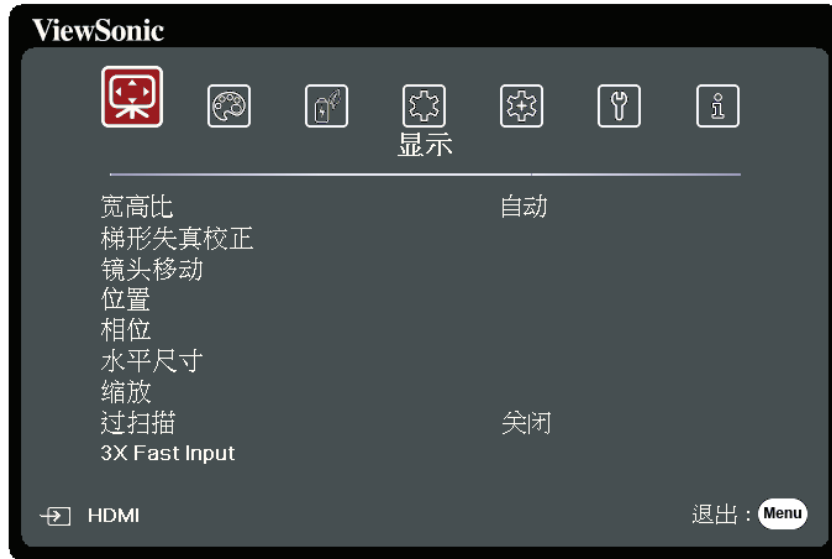 ViewSonic
显示
宽高比 自动
梯形失真校正
镜头移动
位置
相位
水平尺寸
缩放
过扫描 关闭
3X Fast Input
HDMI 退出：Menu